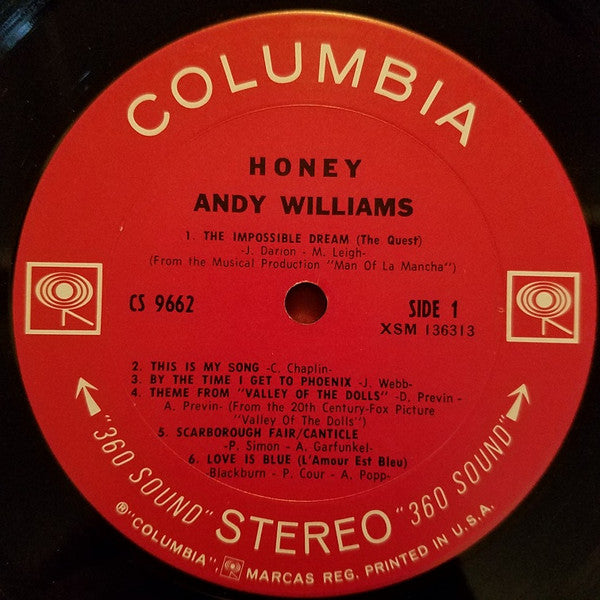 COLUMBIA
HONEY
ANDY WILLIAMS
1. THE IMPOSSIBLE DREAM (The Quest)
-J. Darion - M. Leigh-
(From the Musical Production "Man Of La Mancha")
CS 9662
SIDE 1
XSM 136313
2. THIS IS MY SONG -C. Chaplin-
3. BY THE TIME I GET TO PHOENIX -J. Webb-
4. THEME FROM "VALLEY OF THE DOLLS" -D. Previn -
A. Previn- (From the 20th Century-Fox Picture
"Valley Of The Dolls")
5. SCARBOROUGH FAIR/CANTICLE
-P. Simon - A. Garfunkel-
6. LOVE IS BLUE (L'Amour Est Bleu)
Blackburn - P. Cour - A. Popp-
"360 SOUND" STEREO "360 SOUND"
®"COLUMBIA", MARCAS REG. PRINTED IN U.S.A.